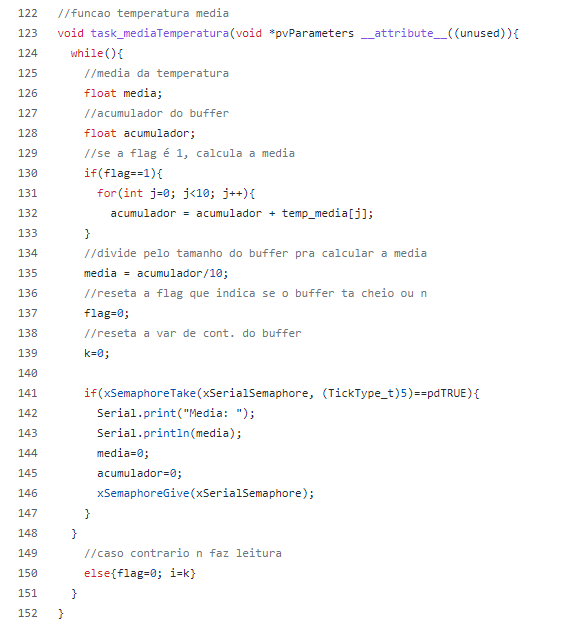 122 //funcao temperatura media
123 void task_mediaTemperatura(void *pvParameters __attribute__((unused)){
124   while(){
125     //media da temperatura
126     float media;
127     //acumulador do buffer
128     float acumulador;
129     //se a flag é 1, calcula a media
130     if(flag==1){
131       for(int j=0; j<10; j++){
132         acumulador = acumulador + temp_media[j];
133     }
134     //divide pelo tamanho do buffer pra calcular a media
135     media = acumulador/10;
136     //reseta a flag que indica se o buffer ta cheio ou n
137     flag=0;
138     //reseta a var de cont. do buffer
139     k=0;
140
141     if(xSemaphoreTake(xSerialSemaphore, (TickType_t)5)==pdTRUE){
142       Serial.print("Media: ");
143       Serial.println(media);
144       media=0;
145       acumulador=0;
146       xSemaphoreGive(xSerialSemaphore);
147     }
148   }
149     //caso contrario n faz leitura
150     else{flag=0; i=k}
151   }
152 }